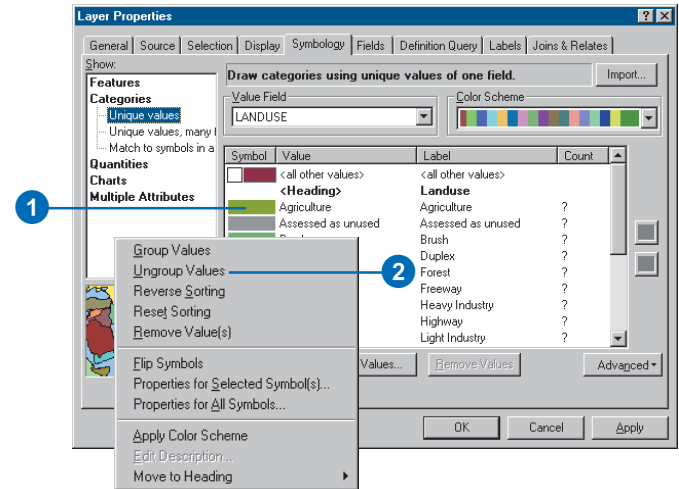 Layer Properties
General Source Selection Display Symbology Fields Definition Query Labels Joins & Relates
Show:
Features
Categories
Unique values
Unique values, many
Match to symbols in a
Quantities
Charts
Multiple Attributes
Draw categories using unique values of one field.
Import...
Value Field
LANDUSE
Color Scheme
Symbol Value Label Count
<all other values> <all other values>
<Heading> Landuse
Agriculture Agriculture ?
Assessed as unused Assessed as unused ?
Brush ?
Duplex ?
Forest ?
Freeway ?
Heavy Industry ?
Highway ?
Light Industry ?
1
2
Group Values
Ungroup Values
Reverse Sorting
Reset Sorting
Remove Value(s)
Flip Symbols
Properties for Selected Symbol(s)...
Properties for All Symbols...
Apply Color Scheme
Edit Description...
Move to Heading
Values... Remove Values Advanced
OK Cancel Apply